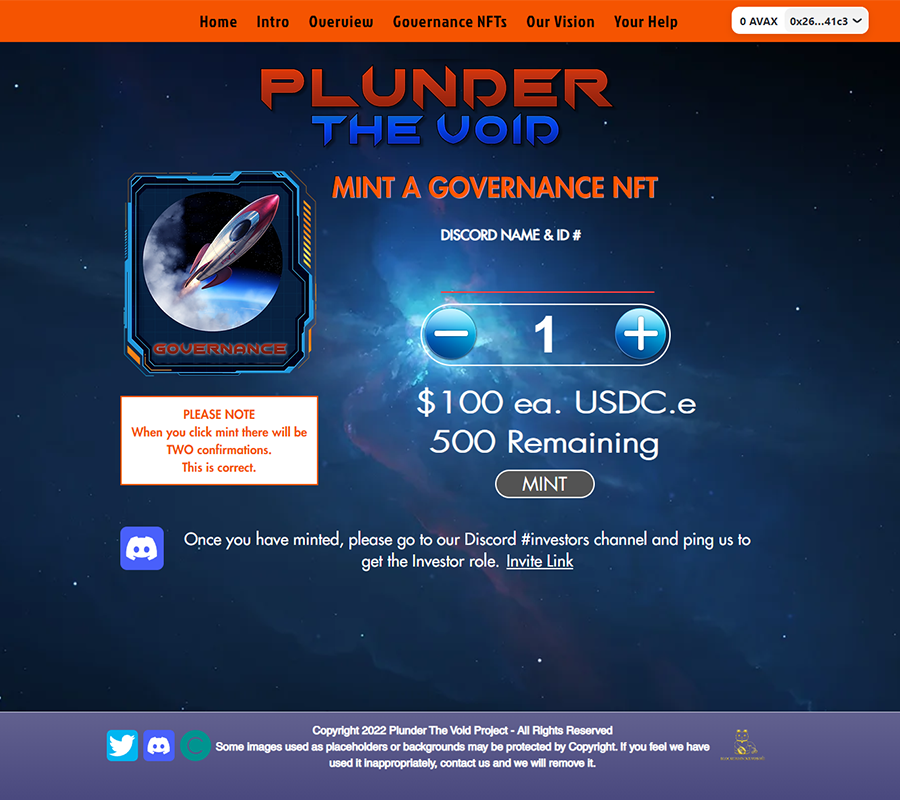 Home Intro Overview Governance NFTs Our Vision Your Help
0 AVAX 0x26...41c3
PLUNDER
THE VOID
MINT A GOVERNANCE NFT
DISCORD NAME & ID #
GOVERNANCE
1
PLEASE NOTE
When you click mint there will be
TWO confirmations.
This is correct.
$100 ea. USDC.e
500 Remaining
MINT
Once you have minted, please go to our Discord #investors channel and ping us to
get the Investor role. Invite Link
Copyright 2022 Plunder The Void Project - All Rights Reserved
Some images used as placeholders or backgrounds may be protected by Copyright. If you feel we have
used it inappropriately, contact us and we will remove it.